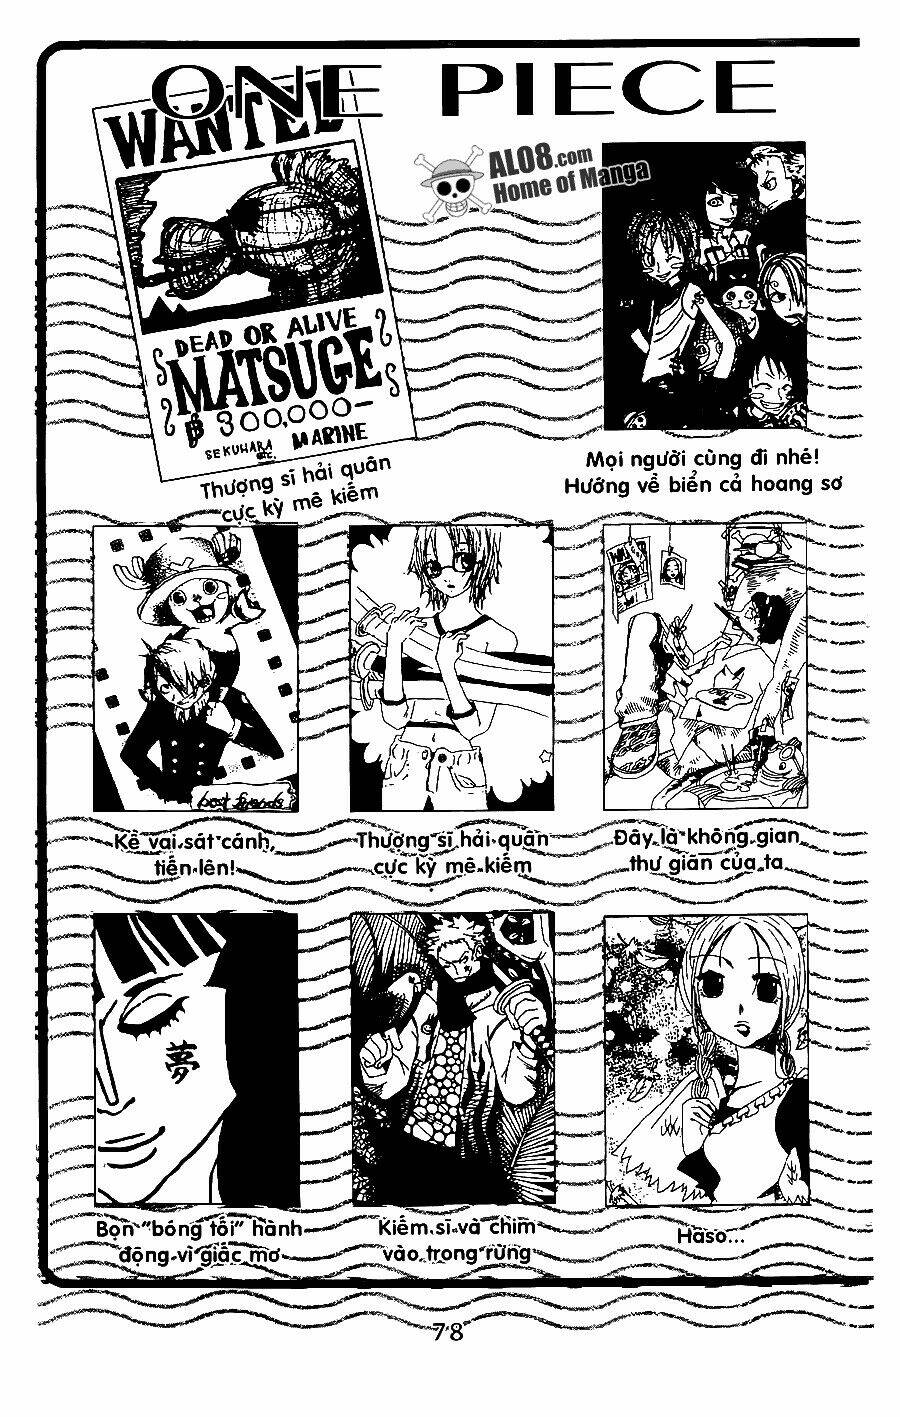 ONE PIECE
WANTED
DEAD OR ALIVE
MATSUGE
฿ 300,000-
SEKUHARA etc. MARINE
Thượng sĩ hải quân
cực kỳ mê kiếm
AL08.com
Home of Manga
Mọi người cùng đi nhé!
Hướng về biển cả hoang sơ
best friends
Kề vai sát cánh,
tiến lên!
Thượng sĩ hải quân
cực kỳ mê kiếm
Đây là không gian
thư giãn của ta
夢
Bọn "bóng tối" hành
động vì giấc mơ
Kiếm sĩ và chim
vào trong rừng
Haso...
78